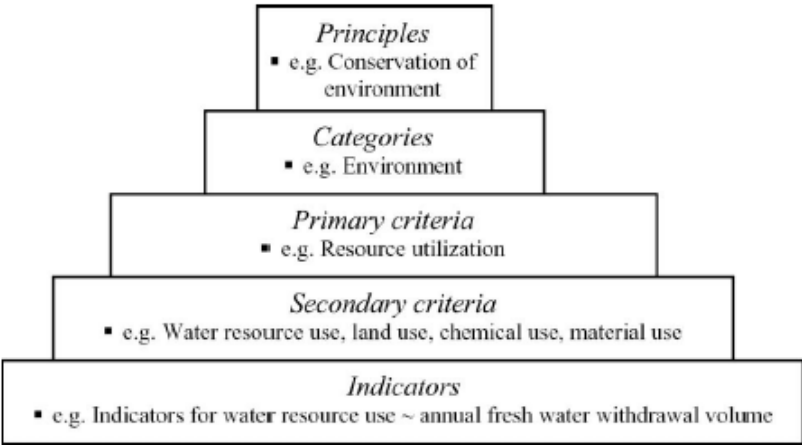 Principles
▪ e.g. Conservation of
environment
Categories
▪ e.g. Environment
Primary criteria
▪ e.g. Resource utilization
Secondary criteria
▪ e.g. Water resource use, land use, chemical use, material use
Indicators
▪ e.g. Indicators for water resource use ~ annual fresh water withdrawal volume